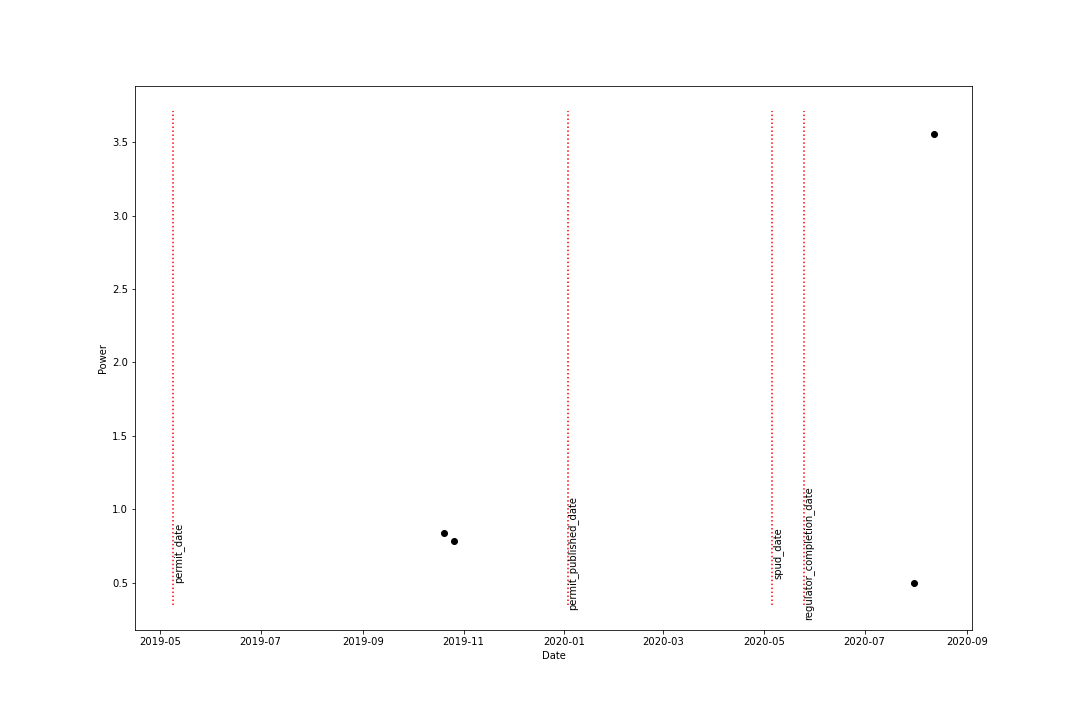 3.5
3.0
2.5
2.0
1.5
1.0
0.5
Power
permit_date
permit_published_date
spud_date
regulator_completion_date
2019-05
2019-07
2019-09
2019-11
2020-01
2020-03
2020-05
2020-07
2020-09
Date